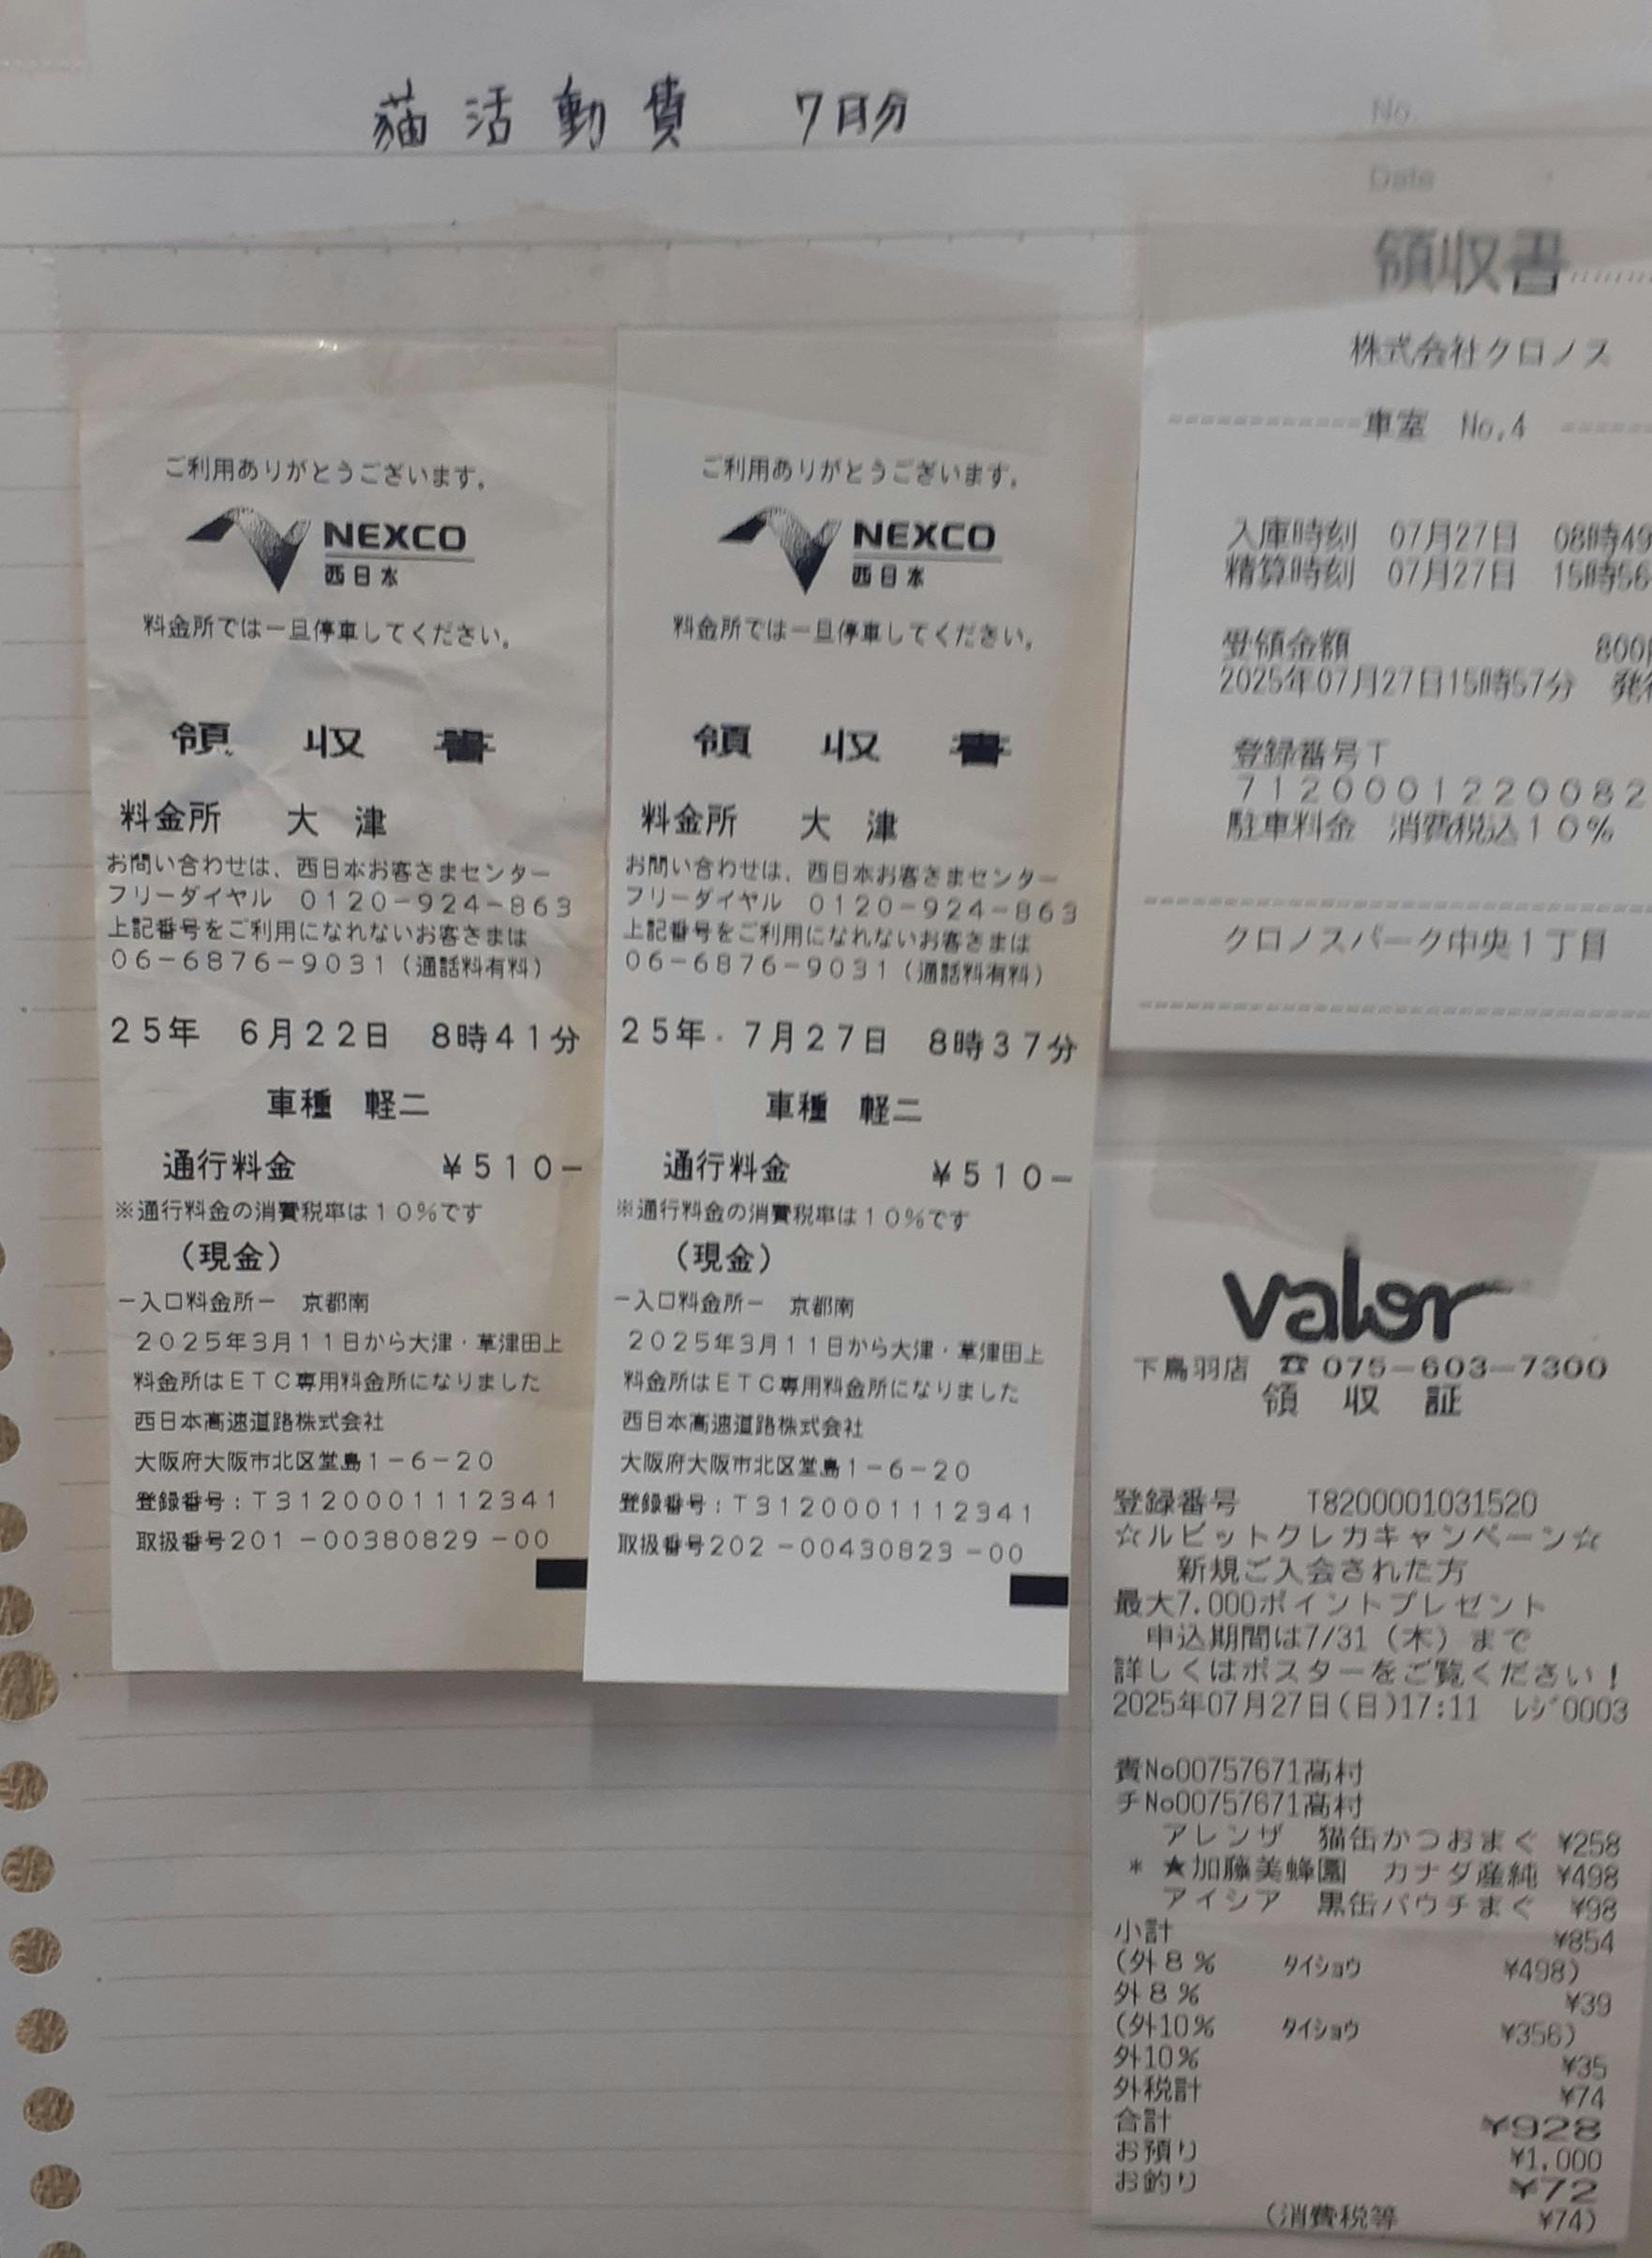 猫活動費　7月分
No.
Date
ご利用ありがとうございます。
NEXCO
西日本
料金所では一旦停車してください。
領 収 書
料金所　大 津
お問い合わせは、西日本お客さまセンター
フリーダイヤル　0120-924-863
上記番号をご利用になれないお客さまは
06-6876-9031（通話料有料）
25年　6月22日　8時41分
車種　軽二
通行料金　¥510-
※通行料金の消費税率は10%です
（現金）
-入口料金所-　京都南
2025年3月11日から大津・草津田上
料金所はETC専用料金所になりました
西日本高速道路株式会社
大阪府大阪市北区堂島1-6-20
登録番号：T3120001112341
取扱番号201-00380829-00
ご利用ありがとうございます。
NEXCO
西日本
料金所では一旦停車してください。
領 収 書
料金所　大 津
お問い合わせは、西日本お客さまセンター
フリーダイヤル　0120-924-863
上記番号をご利用になれないお客さまは
06-6876-9031（通話料有料）
25年　7月27日　8時37分
車種　軽二
通行料金　¥510-
※通行料金の消費税率は10%です
（現金）
-入口料金所-　京都南
2025年3月11日から大津・草津田上
料金所はETC専用料金所になりました
西日本高速道路株式会社
大阪府大阪市北区堂島1-6-20
登録番号：T3120001112341
取扱番号202-00430823-00
領収書
株式会社クロノス
車室　No.4
入庫時刻　07月27日　08時49
精算時刻　07月27日　15時56
受領金額　800
2025年07月27日15時57分　発
登録番号T
7120001220082
駐車料金　消費税込10%
クロノスパーク中央1丁目
valor
下鳥羽店　☎075-603-7300
領 収 証
登録番号　T8200001031520
☆ルビットクレカキャンペーン☆
新規ご入会された方
最大7,000ポイントプレゼント
申込期間は7/31（木）まで
詳しくはポスターをご覧ください！
2025年07月27日(日)17:11　ﾚｼﾞ0003
責No00757671髙村
チNo00757671髙村
アレンザ　猫缶かつおまぐ ¥258
* ★加藤美蜂園　カナダ産純 ¥498
アイシア　黒缶パウチまぐ ¥98
小計 ¥854
(外8%　ﾀｲｼｮｳ　¥498)
外8% ¥39
(外10%　ﾀｲｼｮｳ　¥356)
外10% ¥35
外税計 ¥74
合計 ¥928
お預り ¥1,000
お釣り ¥72
(消費税等 ¥74)